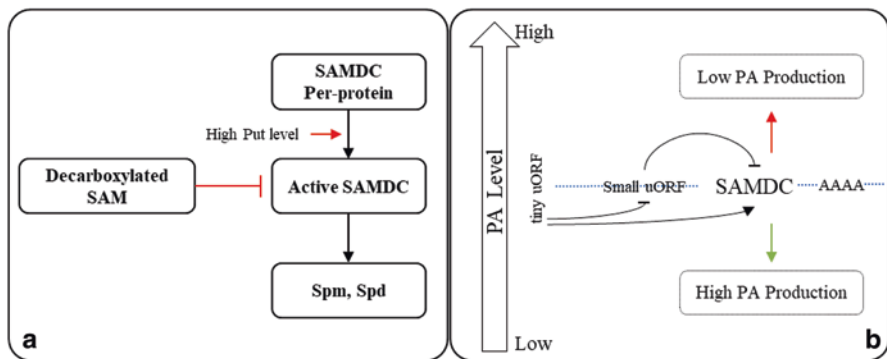 SAMDC
Per-protein
High Put level
Decarboxylated
SAM
Active SAMDC
Spm, Spd
a
High
PA Level
Low
Low PA Production
tiny uORF
Small uORF
SAMDC
AAAA
High PA Production
b